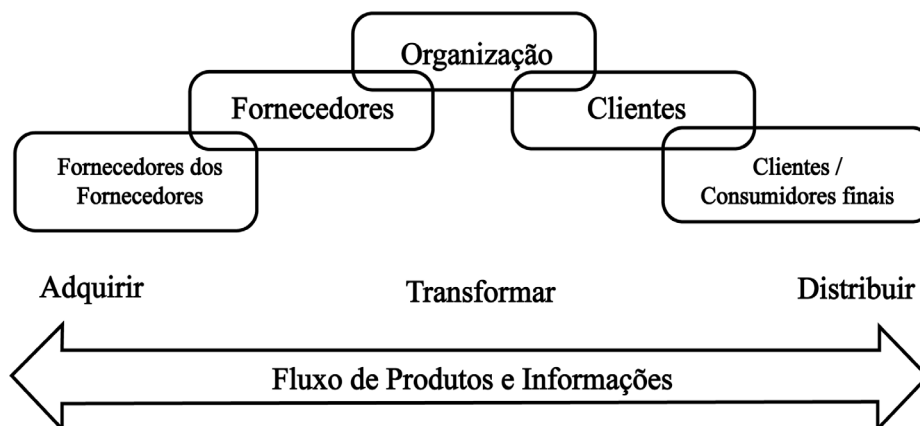 Organização
Fornecedores
Clientes
Fornecedores dos
Fornecedores
Clientes /
Consumidores finais
Adquirir
Transformar
Distribuir
Fluxo de Produtos e Informações